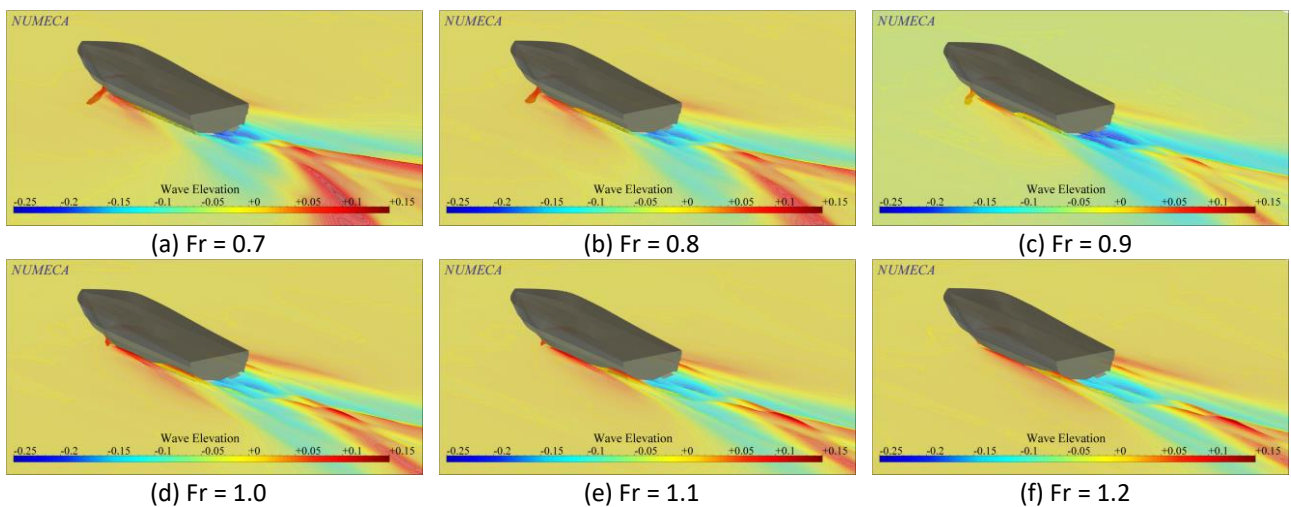 NUMECA
Wave Elevation
-0.25 -0.2 -0.15 -0.1 -0.05 +0 +0.05 +0.1 +0.15
(a) Fr = 0.7
NUMECA
Wave Elevation
-0.25 -0.2 -0.15 -0.1 -0.05 +0 +0.05 +0.1 +0.15
(b) Fr = 0.8
NUMECA
Wave Elevation
-0.25 -0.2 -0.15 -0.1 -0.05 +0 +0.05 +0.1 +0.15
(c) Fr = 0.9
NUMECA
Wave Elevation
-0.25 -0.2 -0.15 -0.1 -0.05 +0 +0.05 +0.1 +0.15
(d) Fr = 1.0
NUMECA
Wave Elevation
-0.25 -0.2 -0.15 -0.1 -0.05 +0 +0.05 +0.1 +0.15
(e) Fr = 1.1
NUMECA
Wave Elevation
-0.25 -0.2 -0.15 -0.1 -0.05 +0 +0.05 +0.1 +0.15
(f) Fr = 1.2